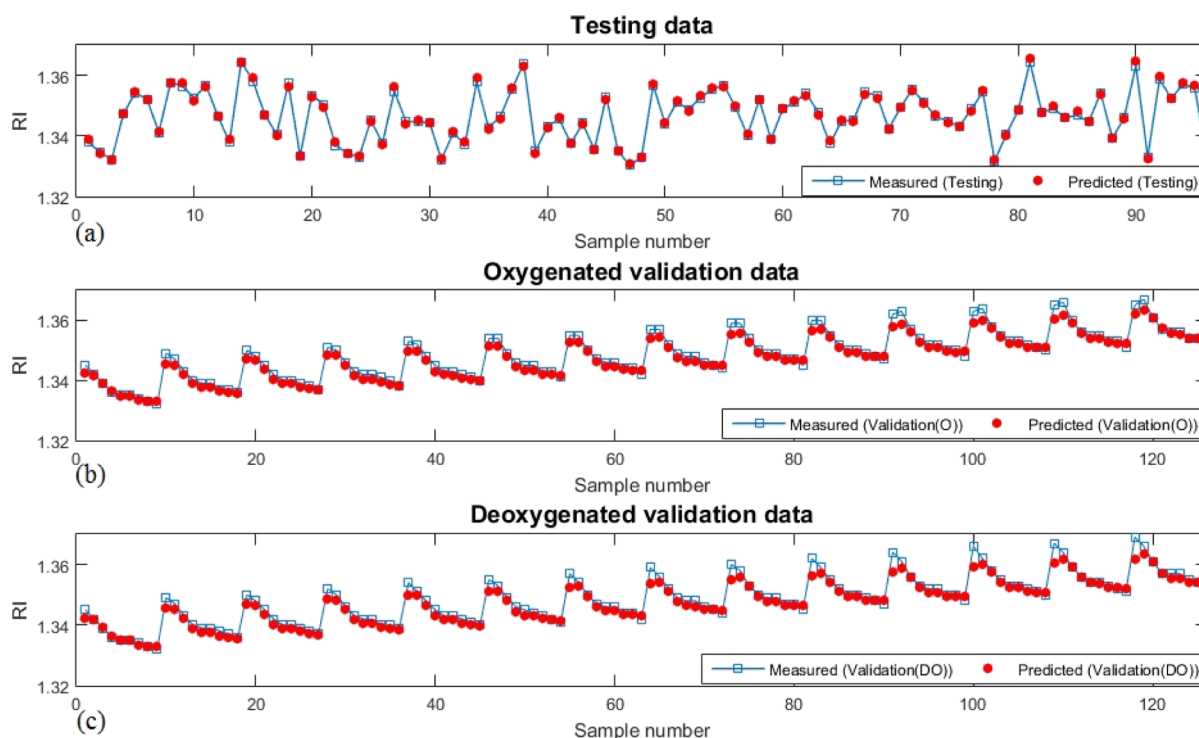 Testing data
1.36
1.34
1.32
RI
0 10 20 30 40 50 60 70 80 90
Measured (Testing) Predicted (Testing)
(a)
Sample number
Oxygenated validation data
1.36
1.34
1.32
RI
0 20 40 60 80 100 120
Measured (Validation(O)) Predicted (Validation(O))
(b)
Sample number
Deoxygenated validation data
1.36
1.34
1.32
RI
0 20 40 60 80 100 120
Measured (Validation(DO)) Predicted (Validation(DO))
(c)
Sample number